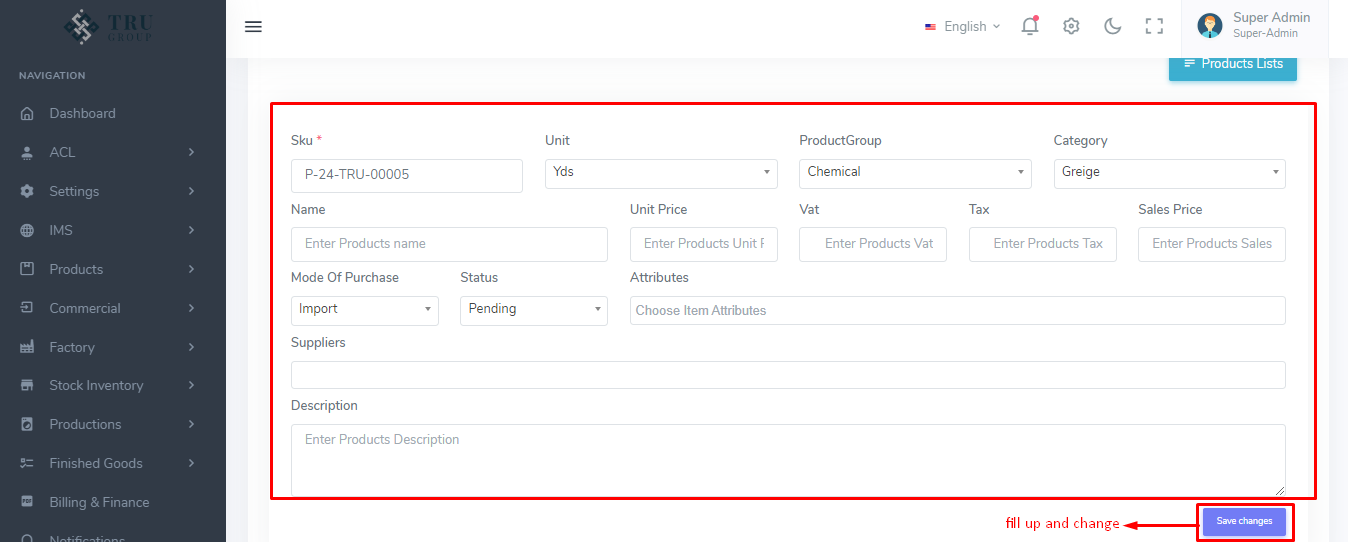 TRU
GROUP
English
Super Admin
Super-Admin
NAVIGATION
Products Lists
Dashboard
ACL
Settings
IMS
Products
Commercial
Factory
Stock Inventory
Productions
Finished Goods
Billing & Finance
Notifications
Sku * Unit ProductGroup Category
P-24-TRU-00005 Yds Chemical Greige
Name Unit Price Vat Tax Sales Price
Enter Products name Enter Products Unit Enter Products Vat Enter Products Tax Enter Products Sales
Mode Of Purchase Status Attributes
Import Pending Choose Item Attributes
Suppliers
Description
Enter Products Description
fill up and change Save changes